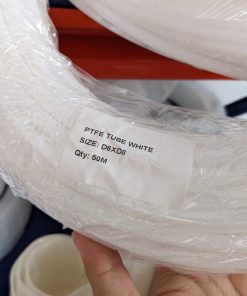 PTFE TUBE WHITE
SIZE: D6XD8
Qty: 50M